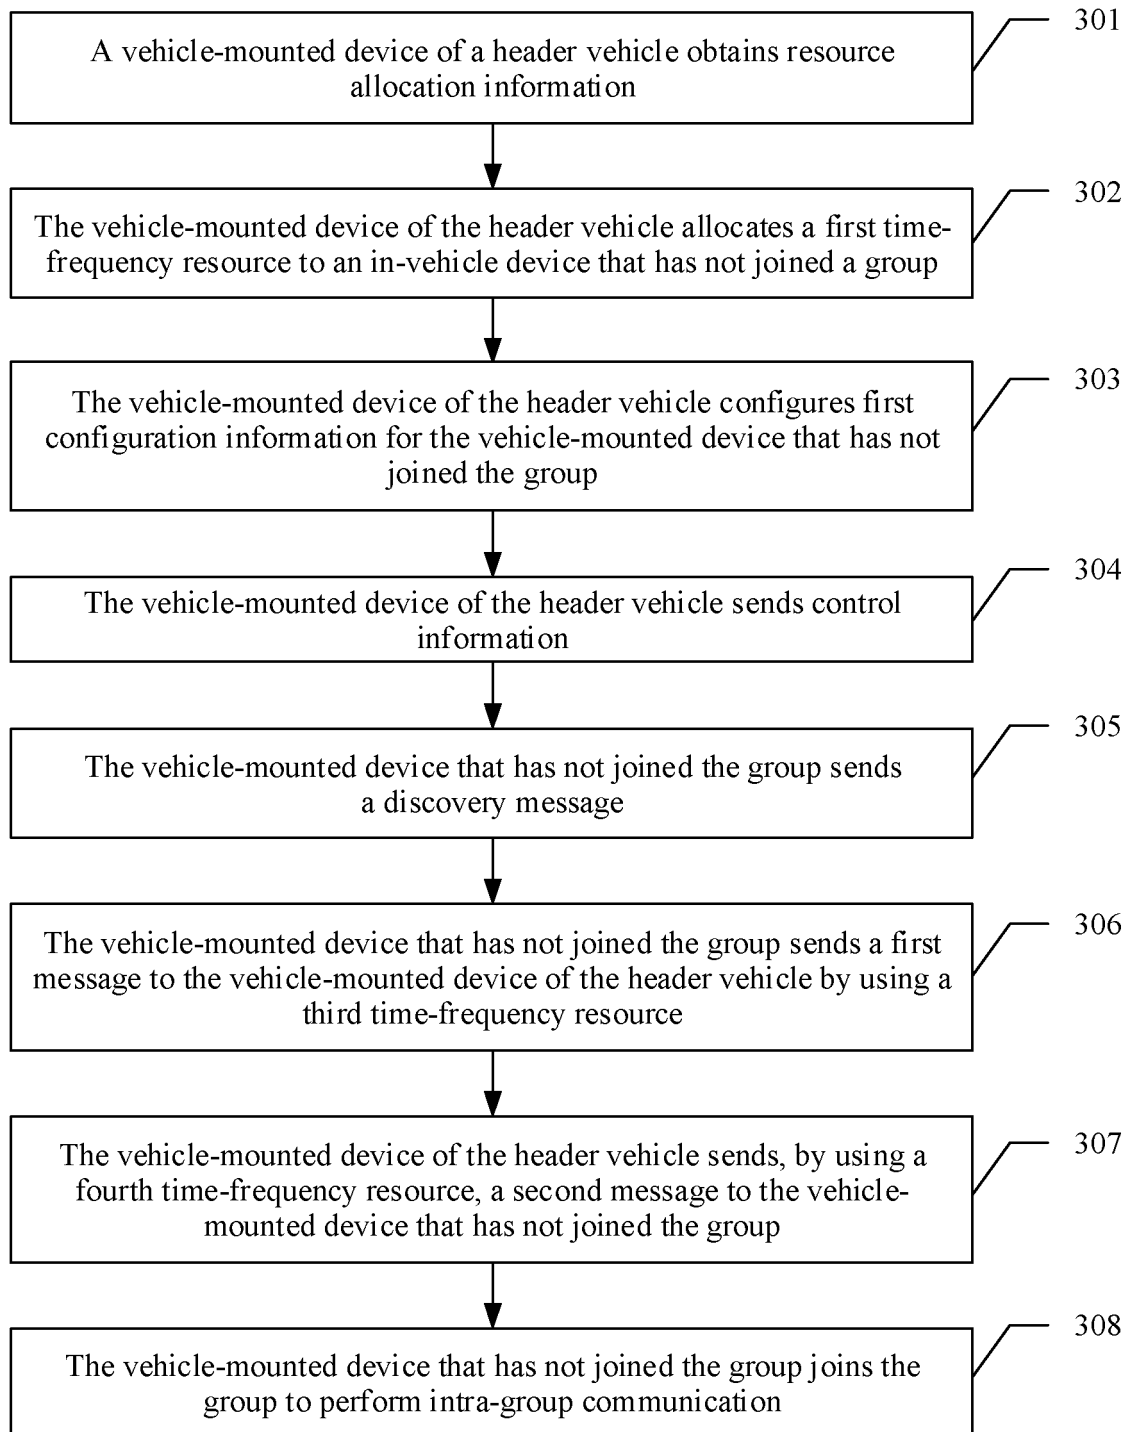 301
A vehicle-mounted device of a header vehicle obtains resource
allocation information
302
The vehicle-mounted device of the header vehicle allocates a first time-
frequency resource to an in-vehicle device that has not joined a group
303
The vehicle-mounted device of the header vehicle configures first
configuration information for the vehicle-mounted device that has not
joined the group
304
The vehicle-mounted device of the header vehicle sends control
information
305
The vehicle-mounted device that has not joined the group sends
a discovery message
306
The vehicle-mounted device that has not joined the group sends a first
message to the vehicle-mounted device of the header vehicle by using a
third time-frequency resource
307
The vehicle-mounted device of the header vehicle sends, by using a
fourth time-frequency resource, a second message to the vehicle-
mounted device that has not joined the group
308
The vehicle-mounted device that has not joined the group joins the
group to perform intra-group communication